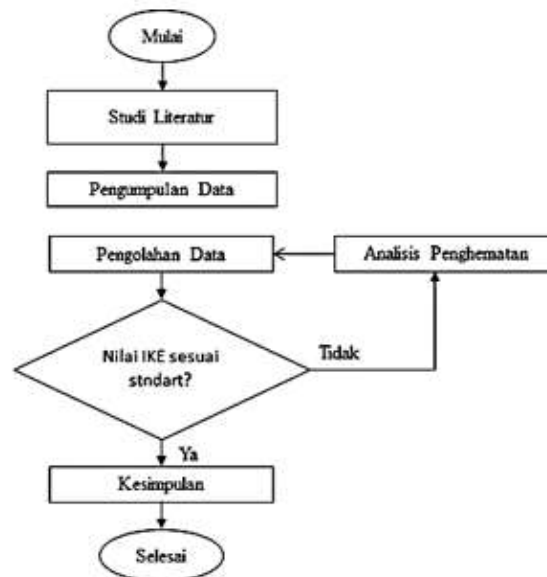 Mulai
Studi Literatur
Pengumpulan Data
Pengolahan Data
Analisis Penghematan
Nilai IKE sesuai
stndart?
Tidak
Ya
Kesimpulan
Selesai